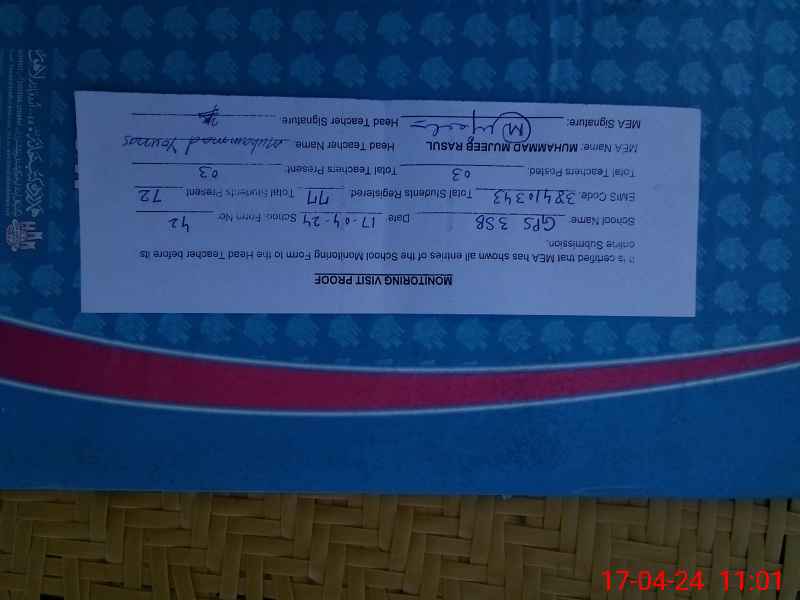 MONITORING VISIT PROOF
It is certified that MEA has shown all entries of the School Monitoring Form to the Head Teacher before its
online Submission.
School Name: GPS 3SB Date: 17-04-24 School Form No 42
EMIS Code: 38410343 Total Students Registered 77 Total Students Present 72
Total Teachers Posted: 03 Total Teachers Present: 03
MEA Name: MUHAMMAD MUJEEB RASUL Head Teacher Name: Muhammad Younas
MEA Signature: Head Teacher Signature:
17-04-24 11:01